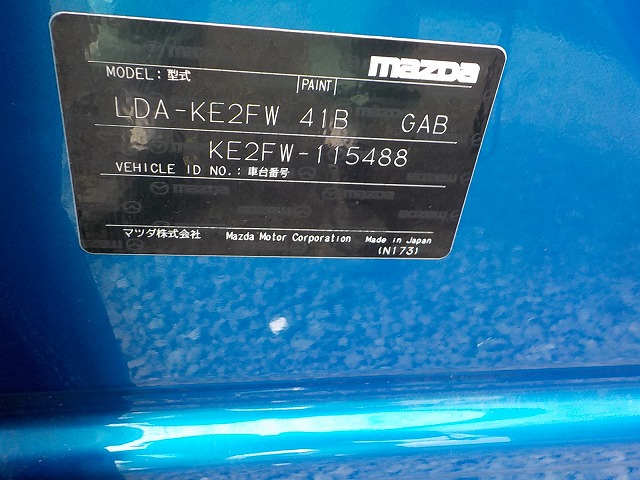 mazda
MODEL: 型式 PAINT
LDA-KE2FW 41B GAB
KE2FW-115488
VEHICLE ID NO.: 車台番号
マツダ株式会社 Mazda Motor Corporation Made in Japan
(N173)